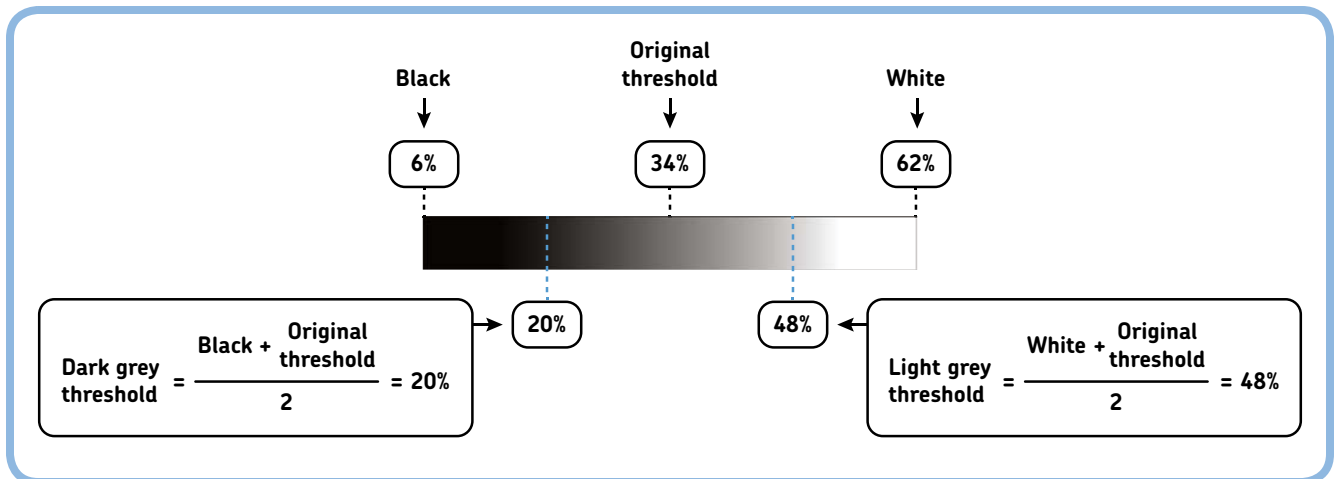 Original
threshold
Black
White
6%
34%
62%
20%
48%
Black + Original
threshold
Dark grey
threshold = = 20%
2
White + Original
threshold
Light grey
threshold = = 48%
2